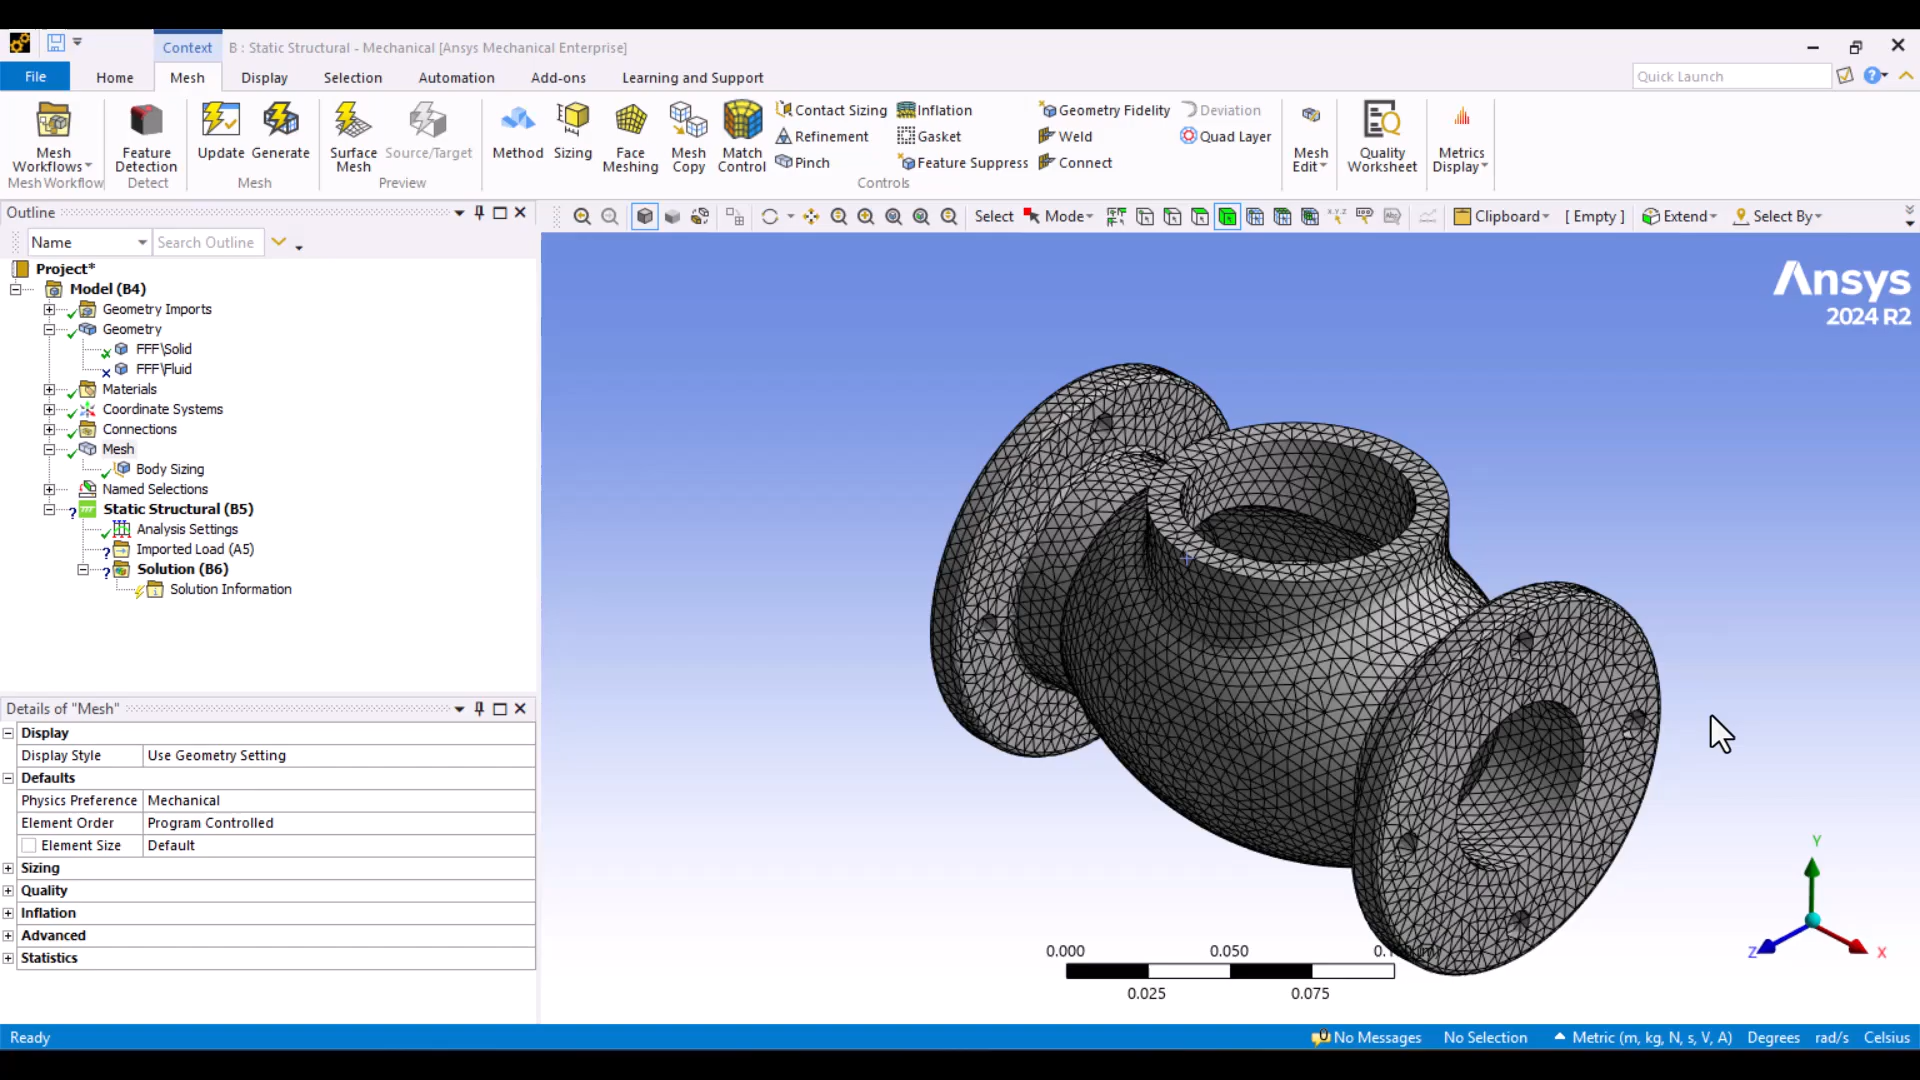 Context B : Static Structural - Mechanical [Ansys Mechanical Enterprise]
File Home Mesh Display Selection Automation Add-ons Learning and Support Quick Launch
Mesh Workflows Feature Detection Update Generate Surface Mesh Source/Target Method Sizing Face Meshing Mesh Copy Match Control
Contact Sizing Inflation Geometry Fidelity Deviation
Refinement Gasket Weld Quad Layer
Pinch Feature Suppress Connect
Mesh Edit Quality Worksheet Metrics Display
Mesh Workflow Detect Mesh Preview Controls
Outline
Select Mode Clipboard [ Empty ] Extend Select By
Name Search Outline
Project*
Model (B4)
Geometry Imports
Geometry
FFF\Solid
FFF\Fluid
Materials
Coordinate Systems
Connections
Mesh
Body Sizing
Named Selections
Static Structural (B5)
Analysis Settings
Imported Load (A5)
Solution (B6)
Solution Information
Ansys
2024 R2
Details of "Mesh"
Display
Display Style Use Geometry Setting
Defaults
Physics Preference Mechanical
Element Order Program Controlled
Element Size Default
Sizing
Quality
Inflation
Advanced
Statistics
0.000 0.050
0.025 0.075
Y
Z X
Ready No Messages No Selection Metric (m, kg, N, s, V, A) Degrees rad/s Celsius